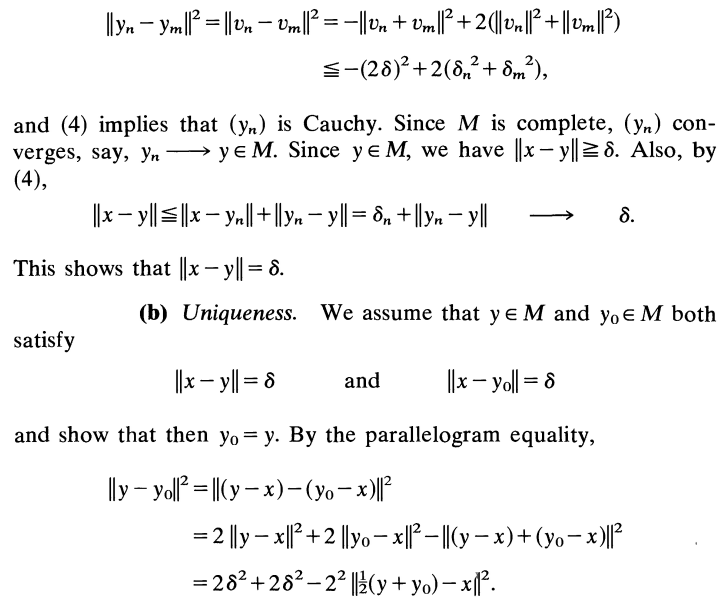 ‖yₙ − yₘ‖² = ‖vₙ − vₘ‖² = −‖vₙ + vₘ‖² + 2(‖vₙ‖² + ‖vₘ‖²)
≦ −(2δ)² + 2(δₙ² + δₘ²),
and (4) implies that (yₙ) is Cauchy. Since M is complete, (yₙ) con-
verges, say, yₙ ⟶ y ∈ M. Since y ∈ M, we have ‖x − y‖ ≧ δ. Also, by
(4),
‖x − y‖ ≦ ‖x − yₙ‖ + ‖yₙ − y‖ = δₙ + ‖yₙ − y‖ ⟶ δ.
This shows that ‖x − y‖ = δ.
(b) Uniqueness. We assume that y ∈ M and y₀ ∈ M both
satisfy
‖x − y‖ = δ and ‖x − y₀‖ = δ
and show that then y₀ = y. By the parallelogram equality,
‖y − y₀‖² = ‖(y − x) − (y₀ − x)‖²
= 2 ‖y − x‖² + 2 ‖y₀ − x‖² − ‖(y − x) + (y₀ − x)‖²
= 2δ² + 2δ² − 2² ‖½(y + y₀) − x‖².